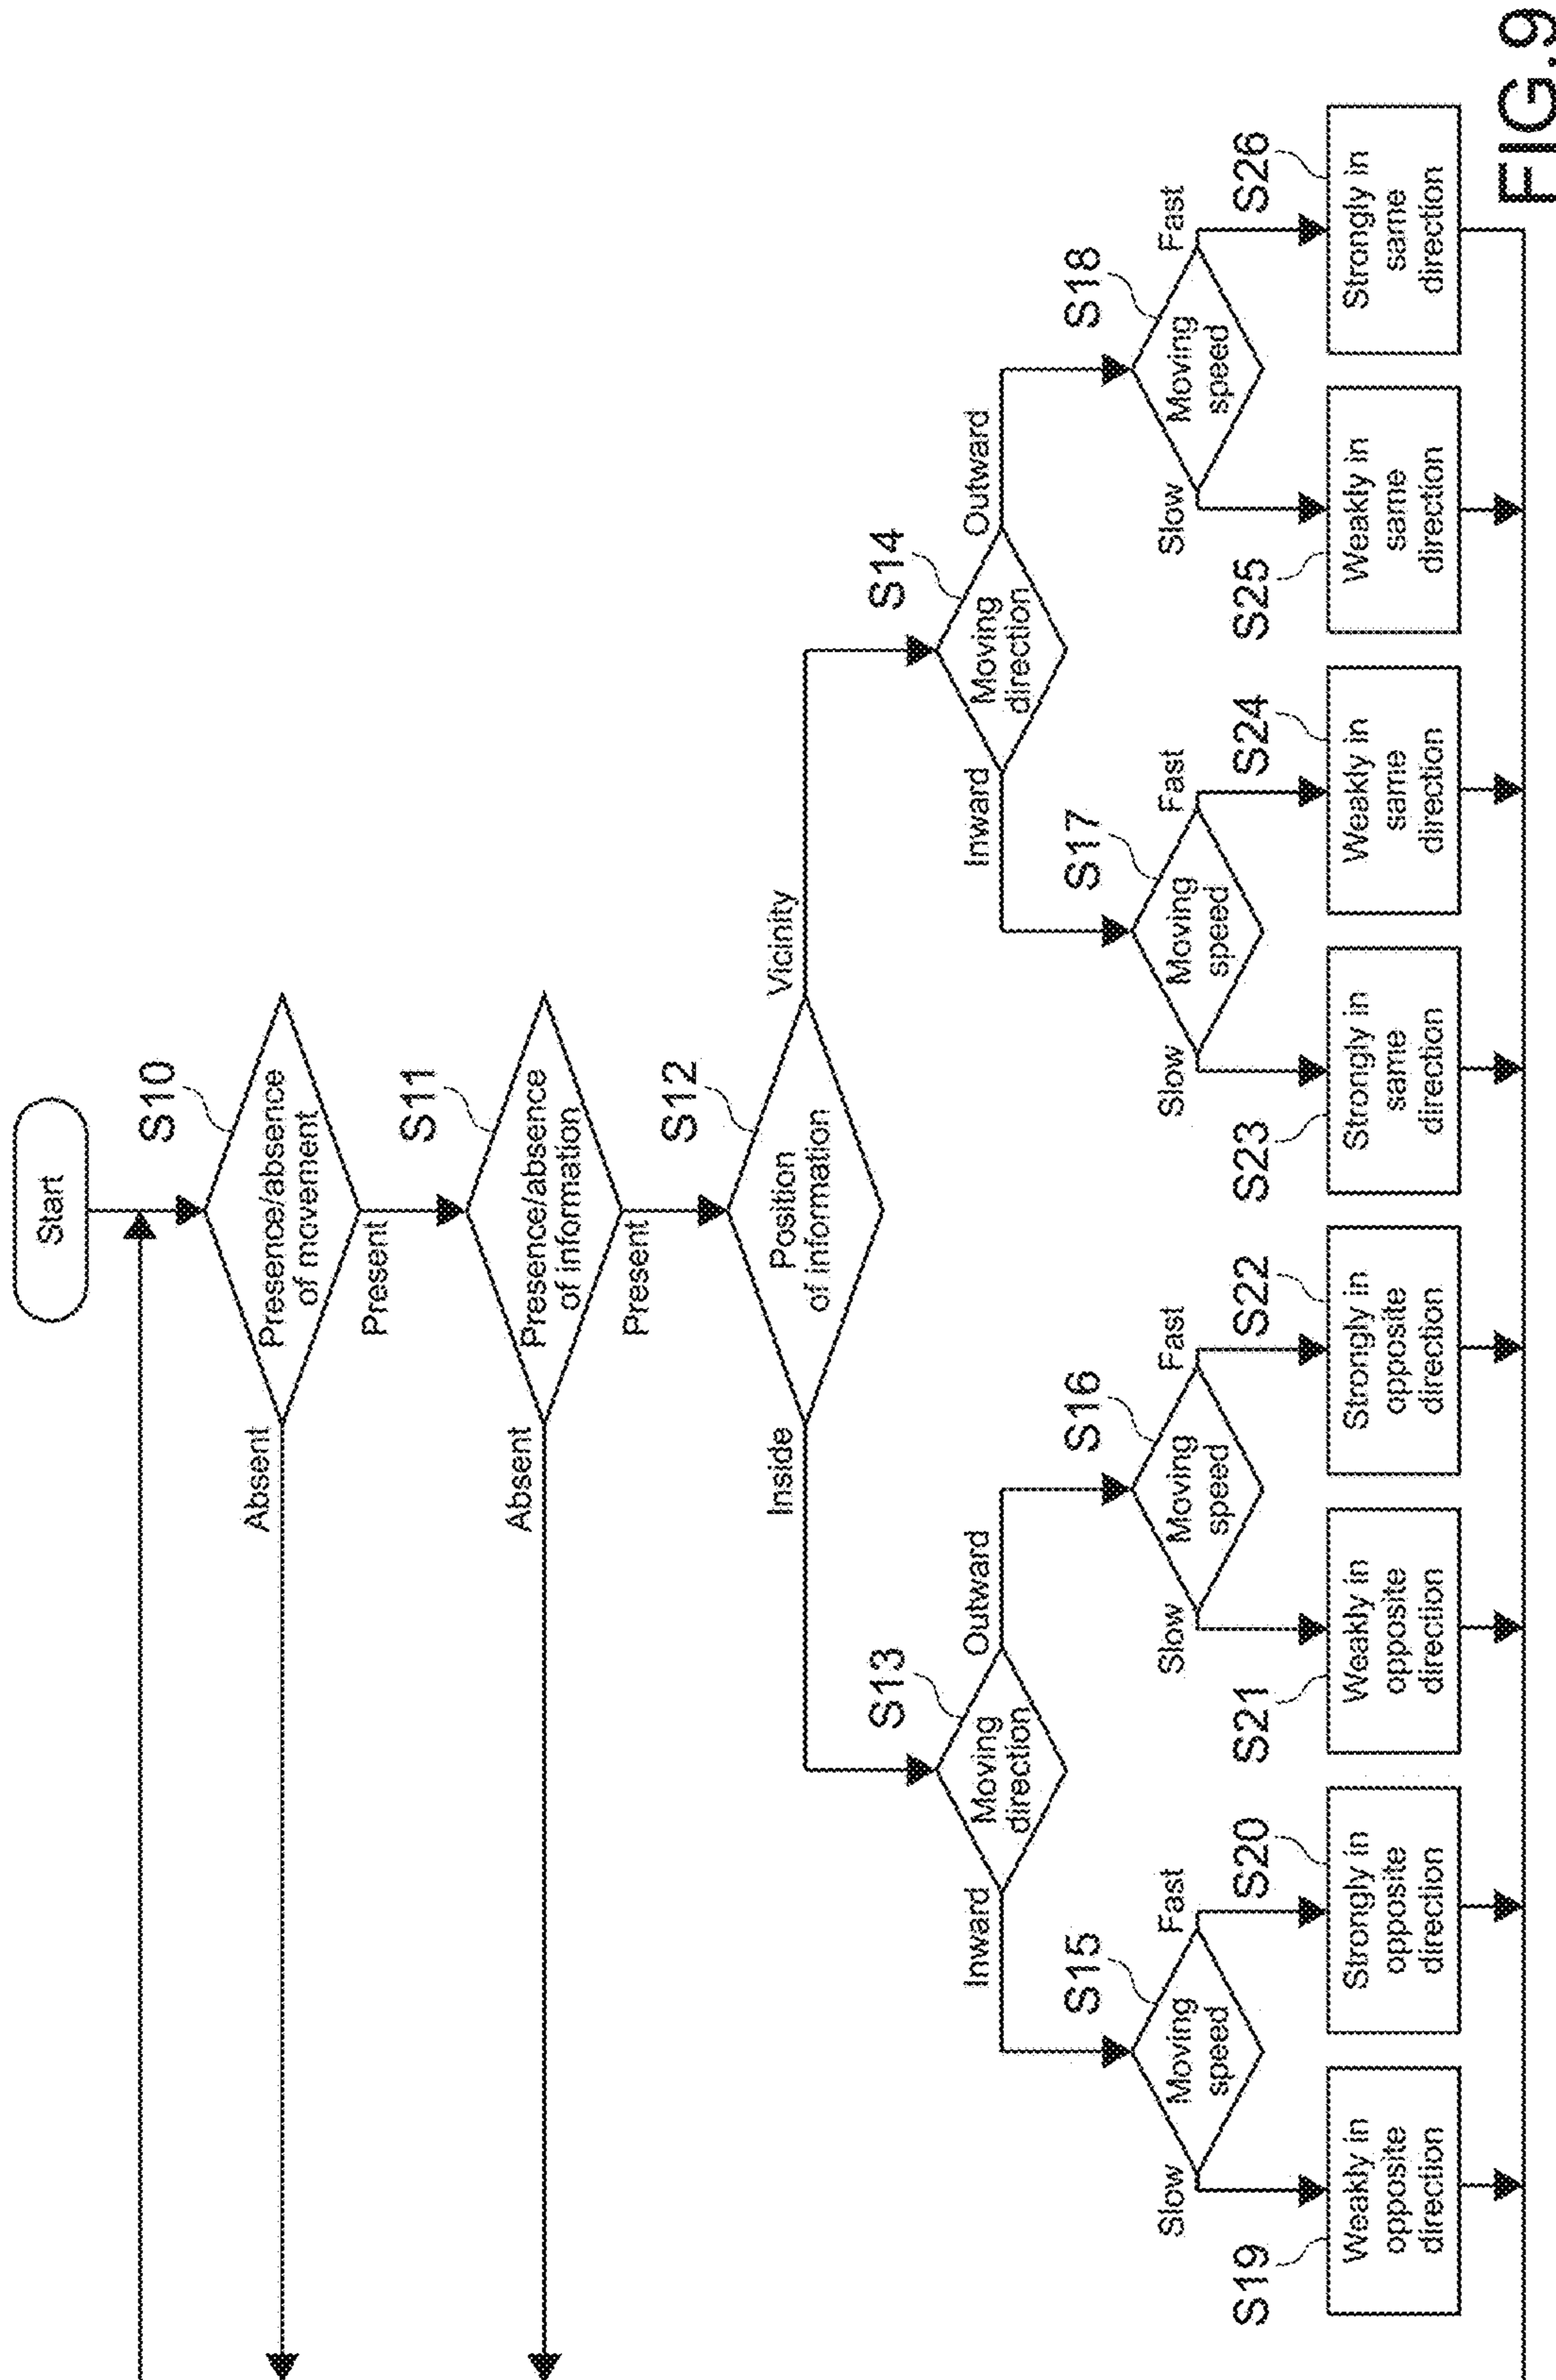 Start
S10
Presence/absence
of movement
Absent
Present
S11
Presence/absence
of information
Absent
Present
S12
Position
of information
Inside
Vicinity
S13
Moving
direction
Inward
Outward
S14
Moving
direction
Inward
Outward
S15
Moving
speed
Slow
Fast
S16
Moving
speed
Slow
Fast
S17
Moving
speed
Slow
Fast
S18
Moving
speed
Slow
Fast
S19
Weakly in
opposite
direction
S20
Strongly in
opposite
direction
S21
Weakly in
opposite
direction
S22
Strongly in
opposite
direction
S23
Strongly in
same
direction
S24
Weakly in
same
direction
S25
Weakly in
same
direction
S26
Strongly in
same
direction
FIG.9